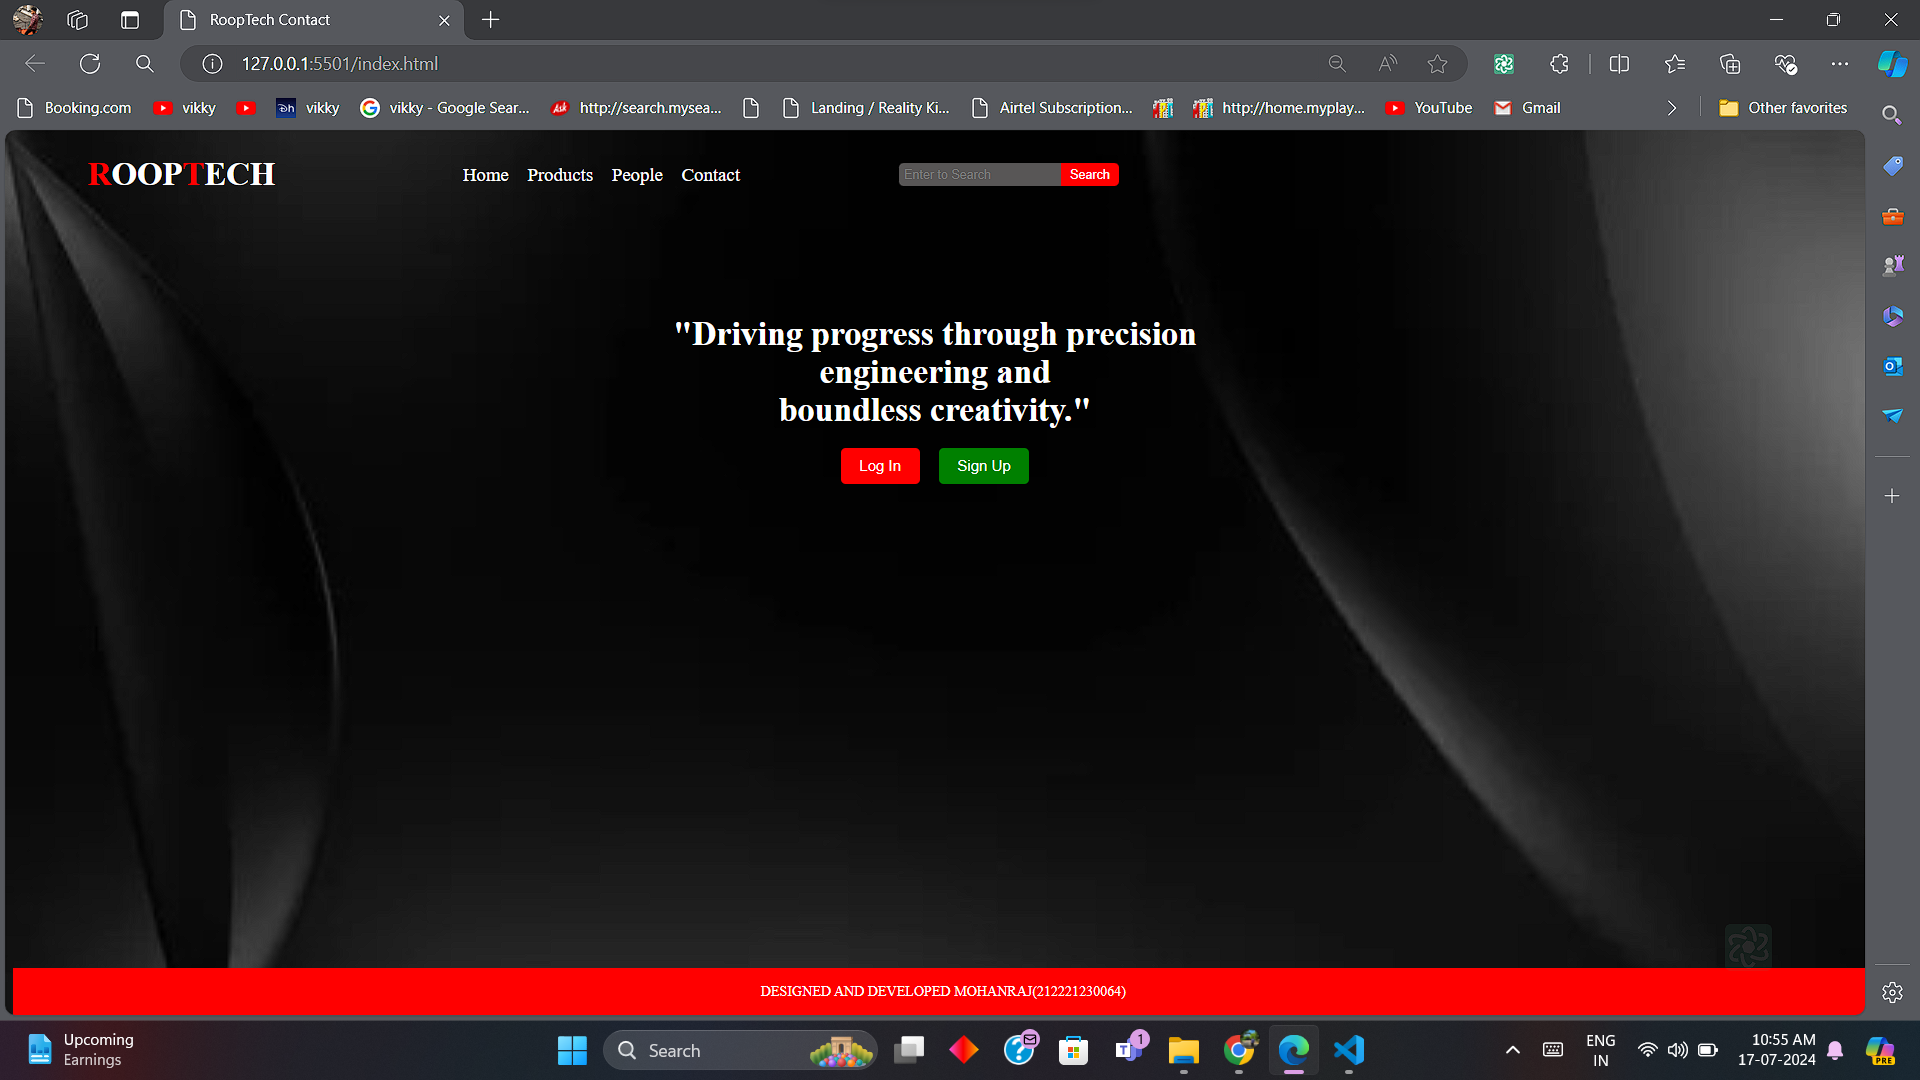 RoopTech Contact
127.0.0.1:5501/index.html
Booking.com
vikky
vikky
vikky - Google Sear...
http://search.mysea...
Landing / Reality Ki...
Airtel Subscription...
http://home.myplay...
YouTube
Gmail
Other favorites
ROOPTECH
Home Products People Contact
Enter to Search
Search
"Driving progress through precision
engineering and
boundless creativity."
Log In
Sign Up
DESIGNED AND DEVELOPED MOHANRAJ(212221230064)
Upcoming
Earnings
Search
1
ENG
IN
10:55 AM
17-07-2024
PRE